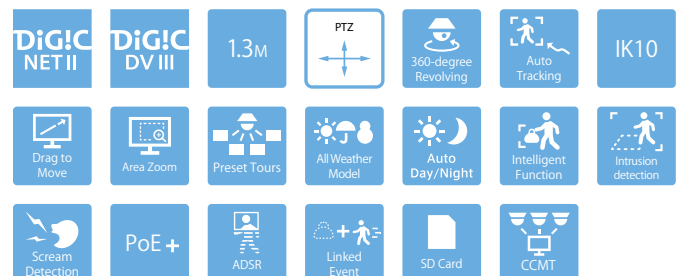 DiG!C
NET II
DiG!C
DV III
1.3M
PTZ
360-degree
Revolving
Auto
Tracking
IK10
Drag to
Move
Area Zoom
Preset Tours
All Weather
Model
Auto
Day/Night
Intelligent
Function
Intrusion
detection
Scream
Detection
PoE+
ADSR
Linked
Event
SD Card
CCMT